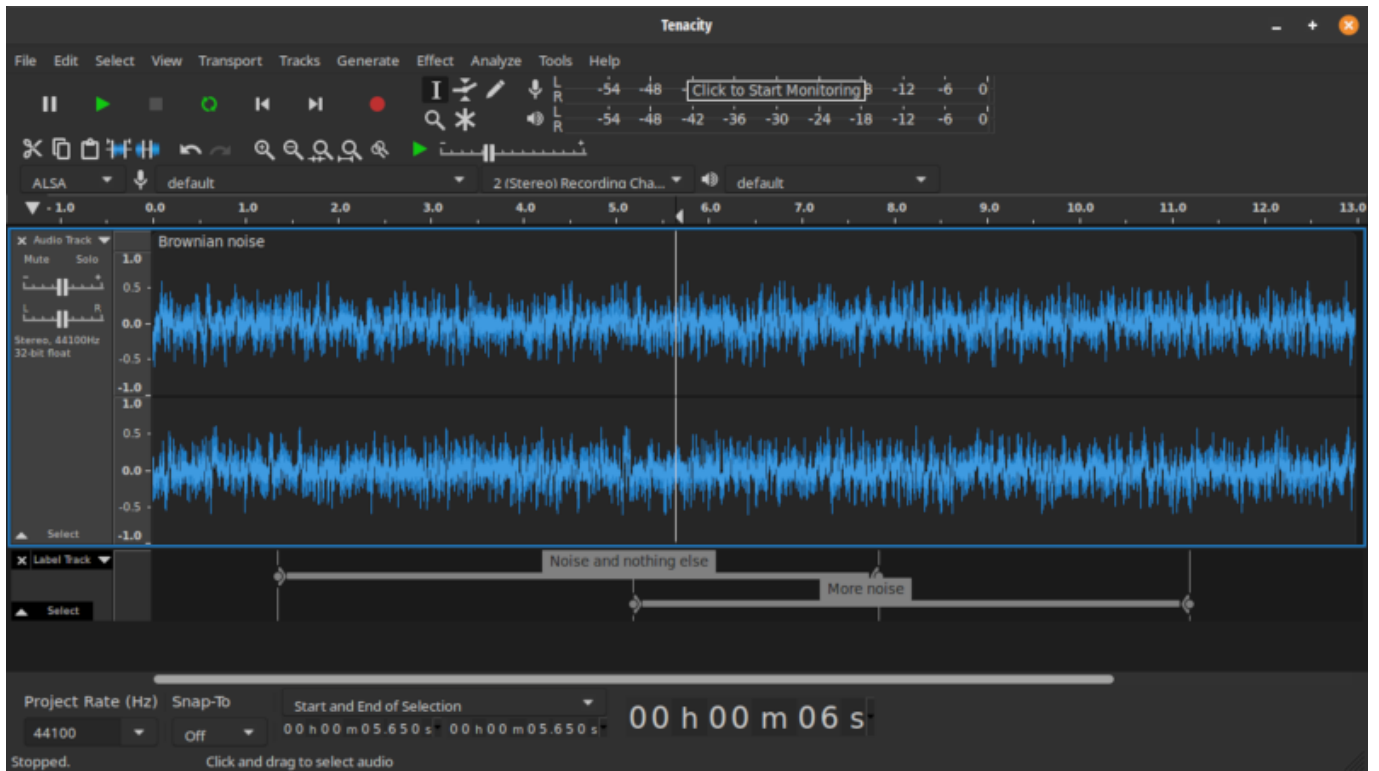 Tenacity
File Edit Select View Transport Tracks Generate Effect Analyze Tools Help
L
R
-54 -48 Click to Start Monitoring -12 -6 0
L
R
-54 -48 -42 -36 -30 -24 -18 -12 -6 0
ALSA default 2 (Stereo) Recording Cha... default
- 1.0 0.0 1.0 2.0 3.0 4.0 5.0 6.0 7.0 8.0 9.0 10.0 11.0 12.0 13.0
Audio Track Brownian noise
Mute Solo 1.0
- + 0.5
L R
0.0
Stereo, 44100Hz
32-bit float
-0.5
-1.0
1.0
0.5
0.0
-0.5
Select -1.0
Label Track Noise and nothing else
More noise
Select
Project Rate (Hz) Snap-To Start and End of Selection
44100 Off 00 h 00 m 05.650 s 00 h 00 m 05.650 s 00 h 00 m 06 s
Stopped. Click and drag to select audio